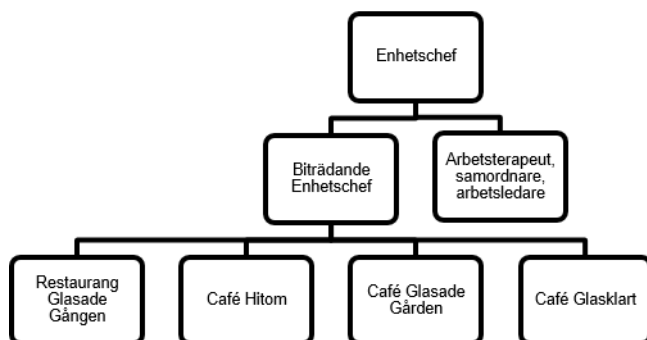 Enhetschef
Biträdande
Enhetschef
Arbetsterapeut,
samordnare,
arbetsledare
Restaurang
Glasade
Gången
Café Hitom
Café Glasade
Gården
Café Glasklart